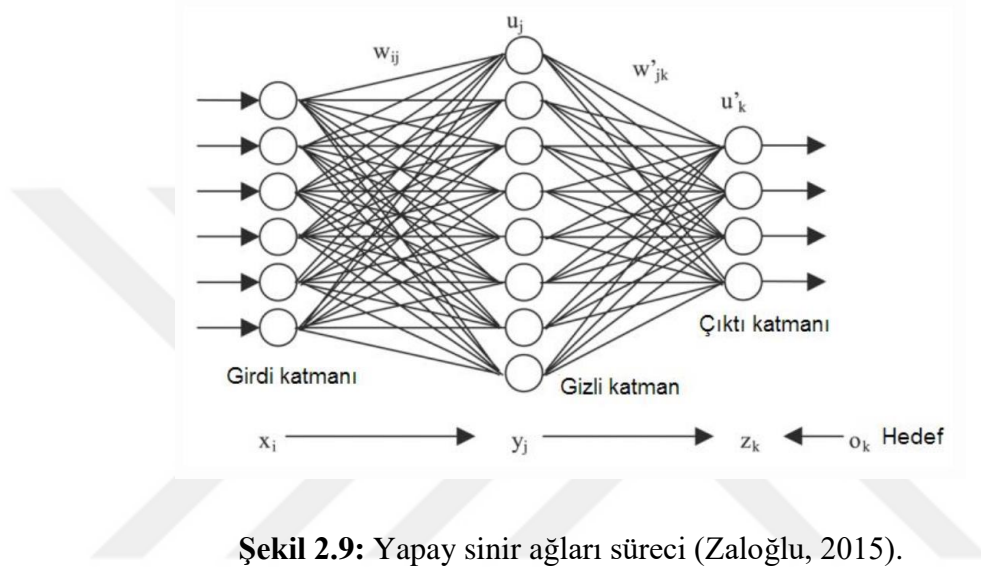 u_j
w_ij
w'_jk
u'_k
Çıktı katmanı
Girdi katmanı
Gizli katman
x_i y_j z_k o_k Hedef
Şekil 2.9: Yapay sinir ağları süreci (Zaloğlu, 2015).